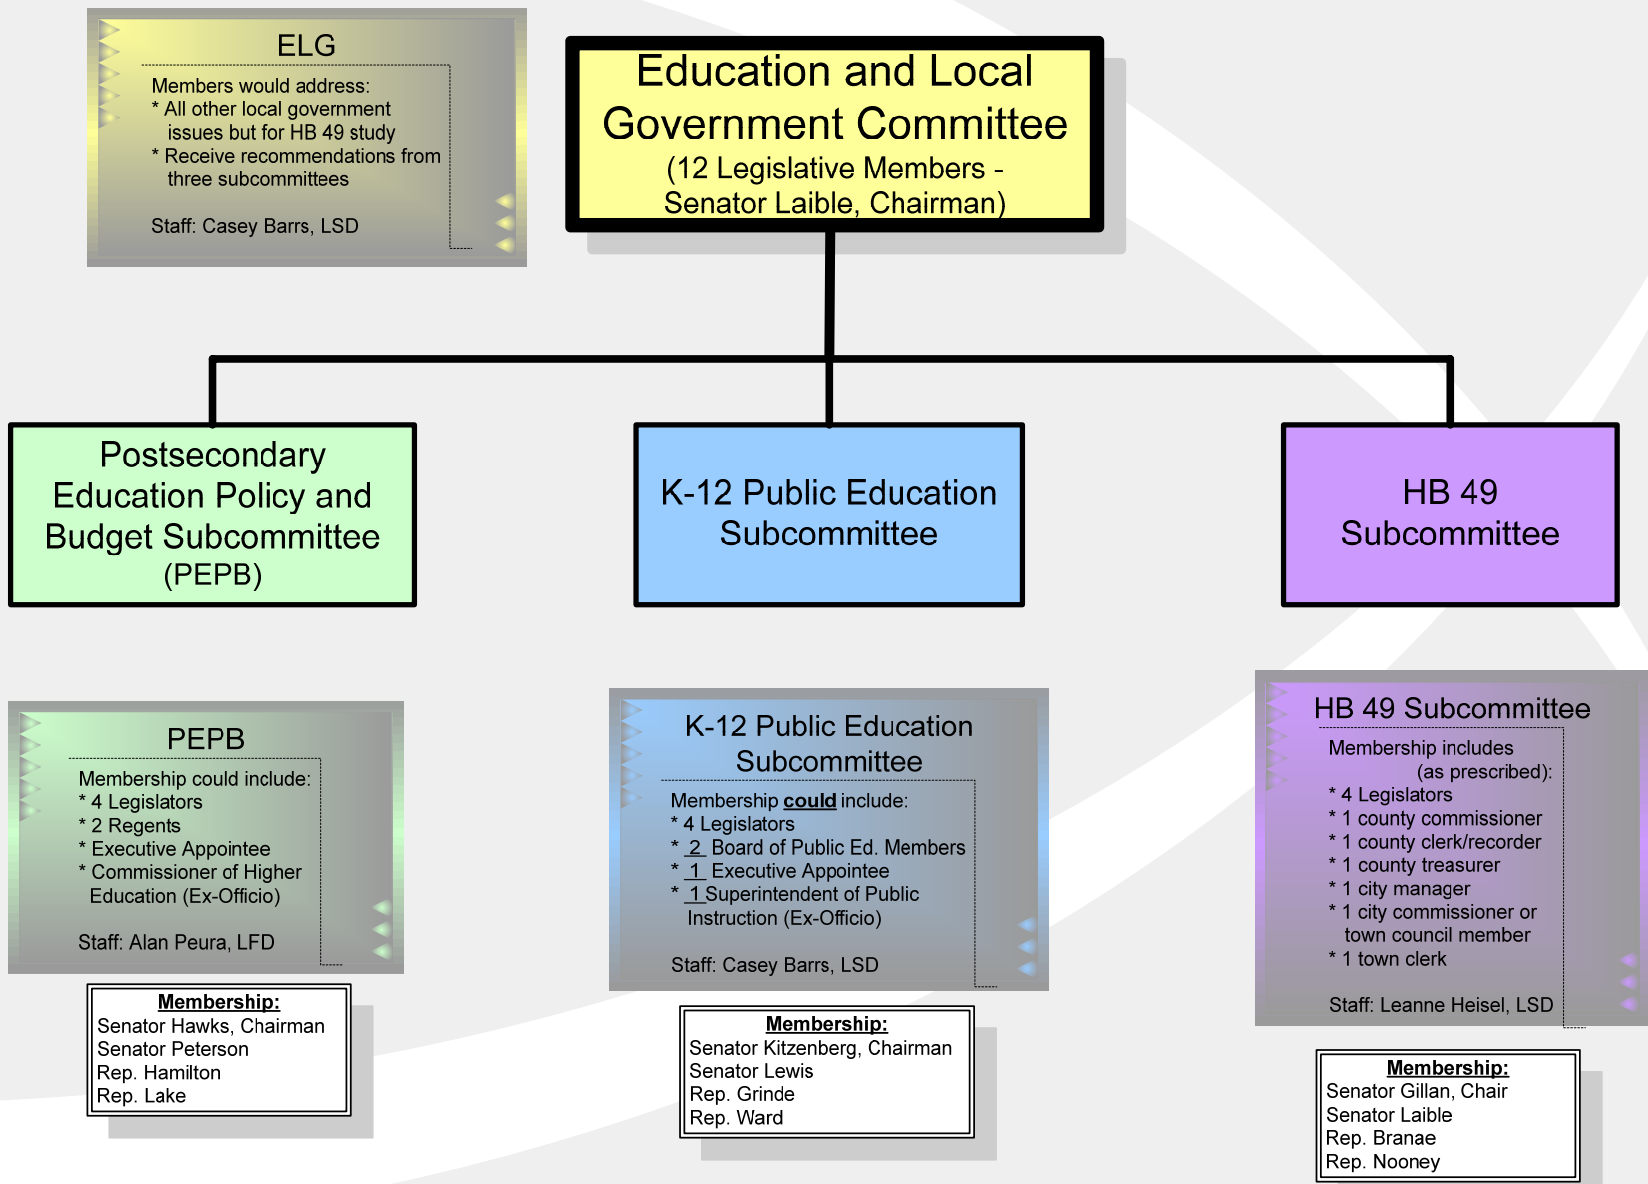 ELG
Members would address:
* All other local government
issues but for HB 49 study
* Receive recommendations from
three subcommittees
Staff: Casey Barrs, LSD
Education and Local
Government Committee
(12 Legislative Members -
Senator Laible, Chairman)
Postsecondary
Education Policy and
Budget Subcommittee
(PEPB)
K-12 Public Education
Subcommittee
HB 49
Subcommittee
PEPB
Membership could include:
* 4 Legislators
* 2 Regents
* Executive Appointee
* Commissioner of Higher
Education (Ex-Officio)
Staff: Alan Peura, LFD
Membership:
Senator Hawks, Chairman
Senator Peterson
Rep. Hamilton
Rep. Lake
K-12 Public Education
Subcommittee
Membership could include:
* 4 Legislators
* _2_ Board of Public Ed. Members
* _1_ Executive Appointee
* _1_Superintendent of Public
Instruction (Ex-Officio)
Staff: Casey Barrs, LSD
Membership:
Senator Kitzenberg, Chairman
Senator Lewis
Rep. Grinde
Rep. Ward
HB 49 Subcommittee
Membership includes
(as prescribed):
* 4 Legislators
* 1 county commissioner
* 1 county clerk/recorder
* 1 county treasurer
* 1 city manager
* 1 city commissioner or
town council member
* 1 town clerk
Staff: Leanne Heisel, LSD
Membership:
Senator Gillan, Chair
Senator Laible
Rep. Branae
Rep. Nooney